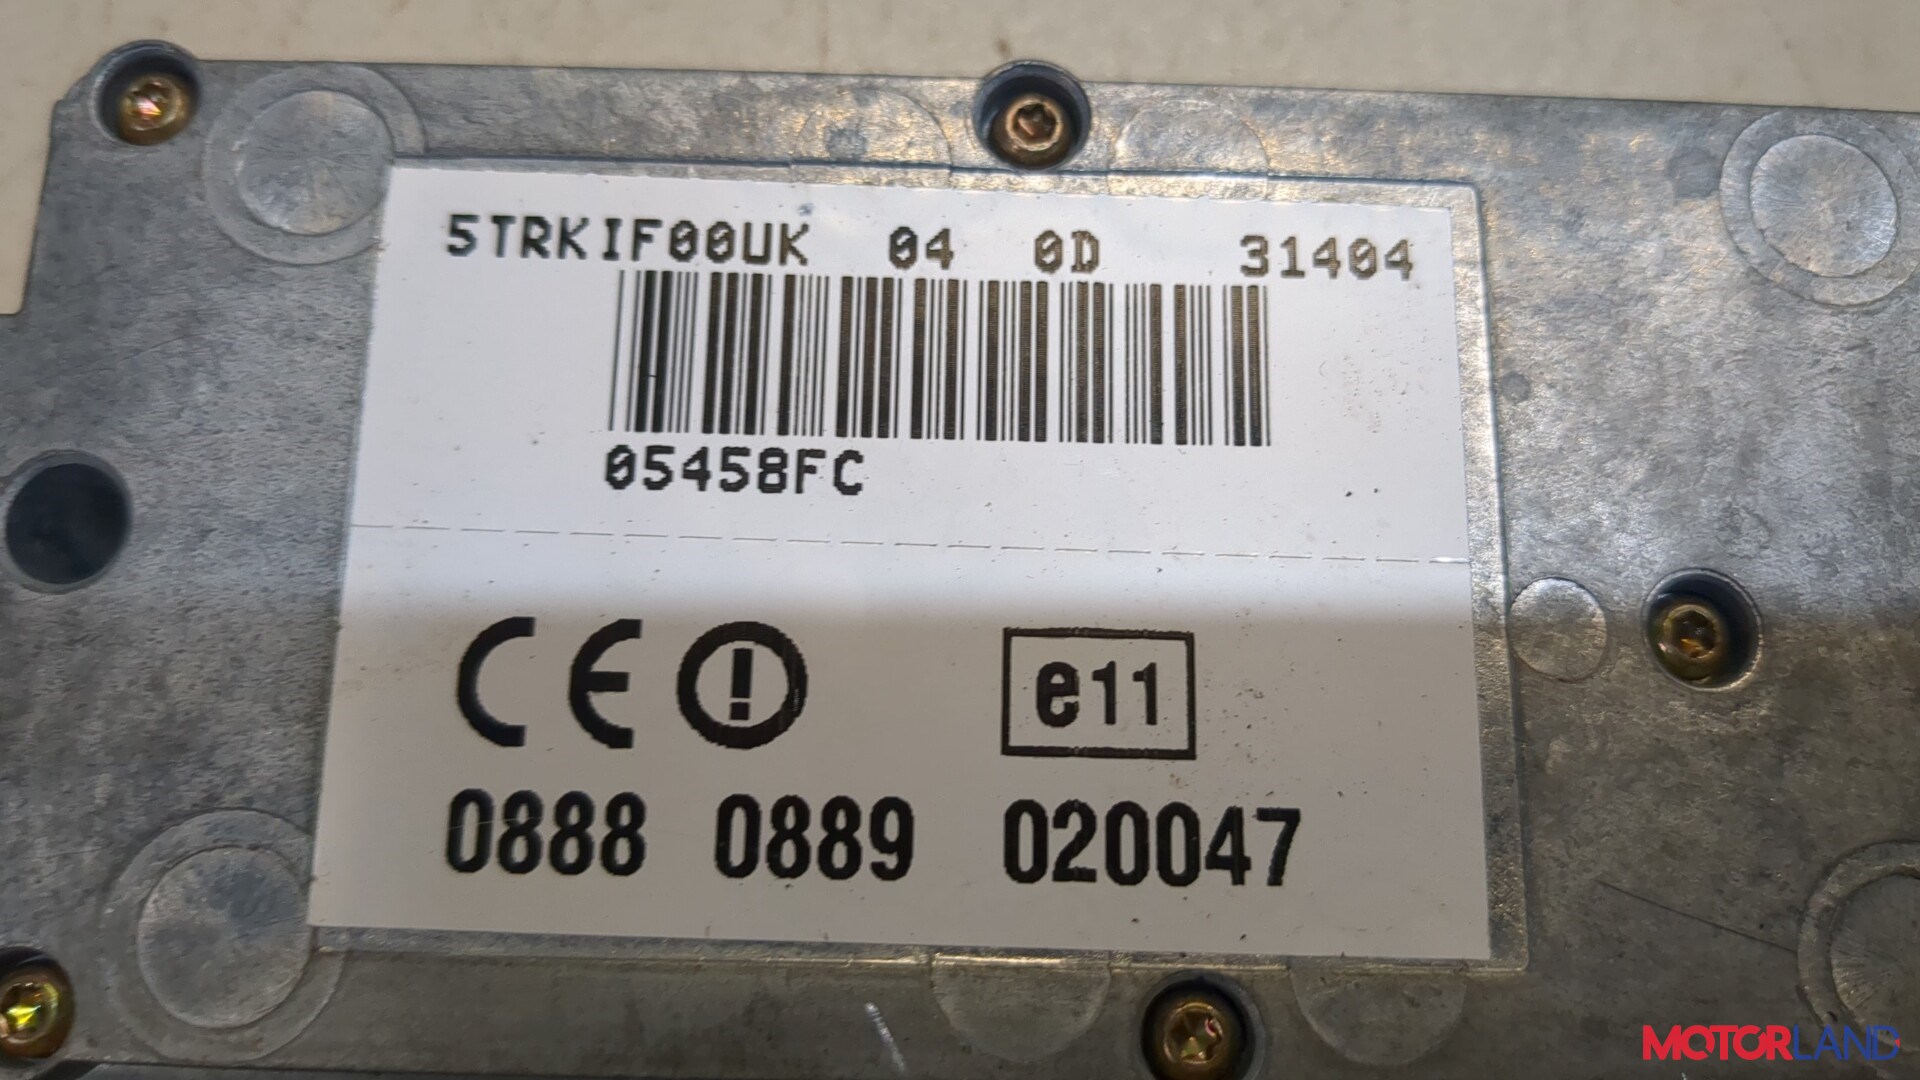 5TRKIF00UK 04 0D 31404
05458FC
CE
e11
0888 0889 020047
MOTORLAND